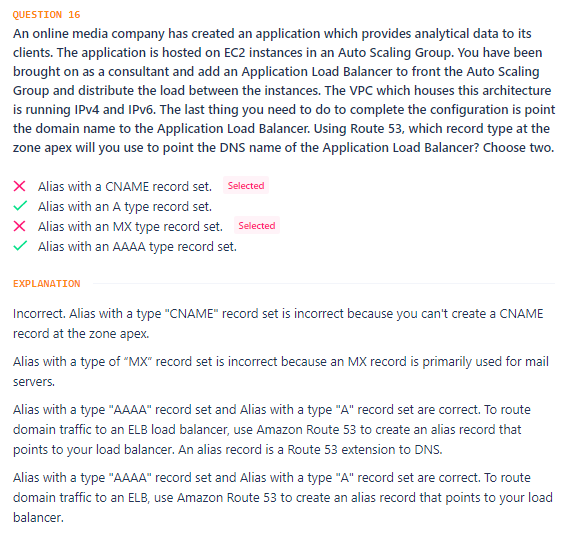 QUESTION 16
An online media company has created an application which provides analytical data to its
clients. The application is hosted on EC2 instances in an Auto Scaling Group. You have been
brought on as a consultant and add an Application Load Balancer to front the Auto Scaling
Group and distribute the load between the instances. The VPC which houses this architecture
is running IPv4 and IPv6. The last thing you need to do to complete the configuration is point
the domain name to the Application Load Balancer. Using Route 53, which record type at the
zone apex will you use to point the DNS name of the Application Load Balancer? Choose two.
Alias with a CNAME record set. Selected
Alias with an A type record set.
Alias with an MX type record set. Selected
Alias with an AAAA type record set.
EXPLANATION
Incorrect. Alias with a type "CNAME" record set is incorrect because you can't create a CNAME
record at the zone apex.
Alias with a type of “MX” record set is incorrect because an MX record is primarily used for mail
servers.
Alias with a type "AAAA" record set and Alias with a type "A" record set are correct. To route
domain traffic to an ELB load balancer, use Amazon Route 53 to create an alias record that
points to your load balancer. An alias record is a Route 53 extension to DNS.
Alias with a type "AAAA" record set and Alias with a type "A" record set are correct. To route
domain traffic to an ELB, use Amazon Route 53 to create an alias record that points to your load
balancer.